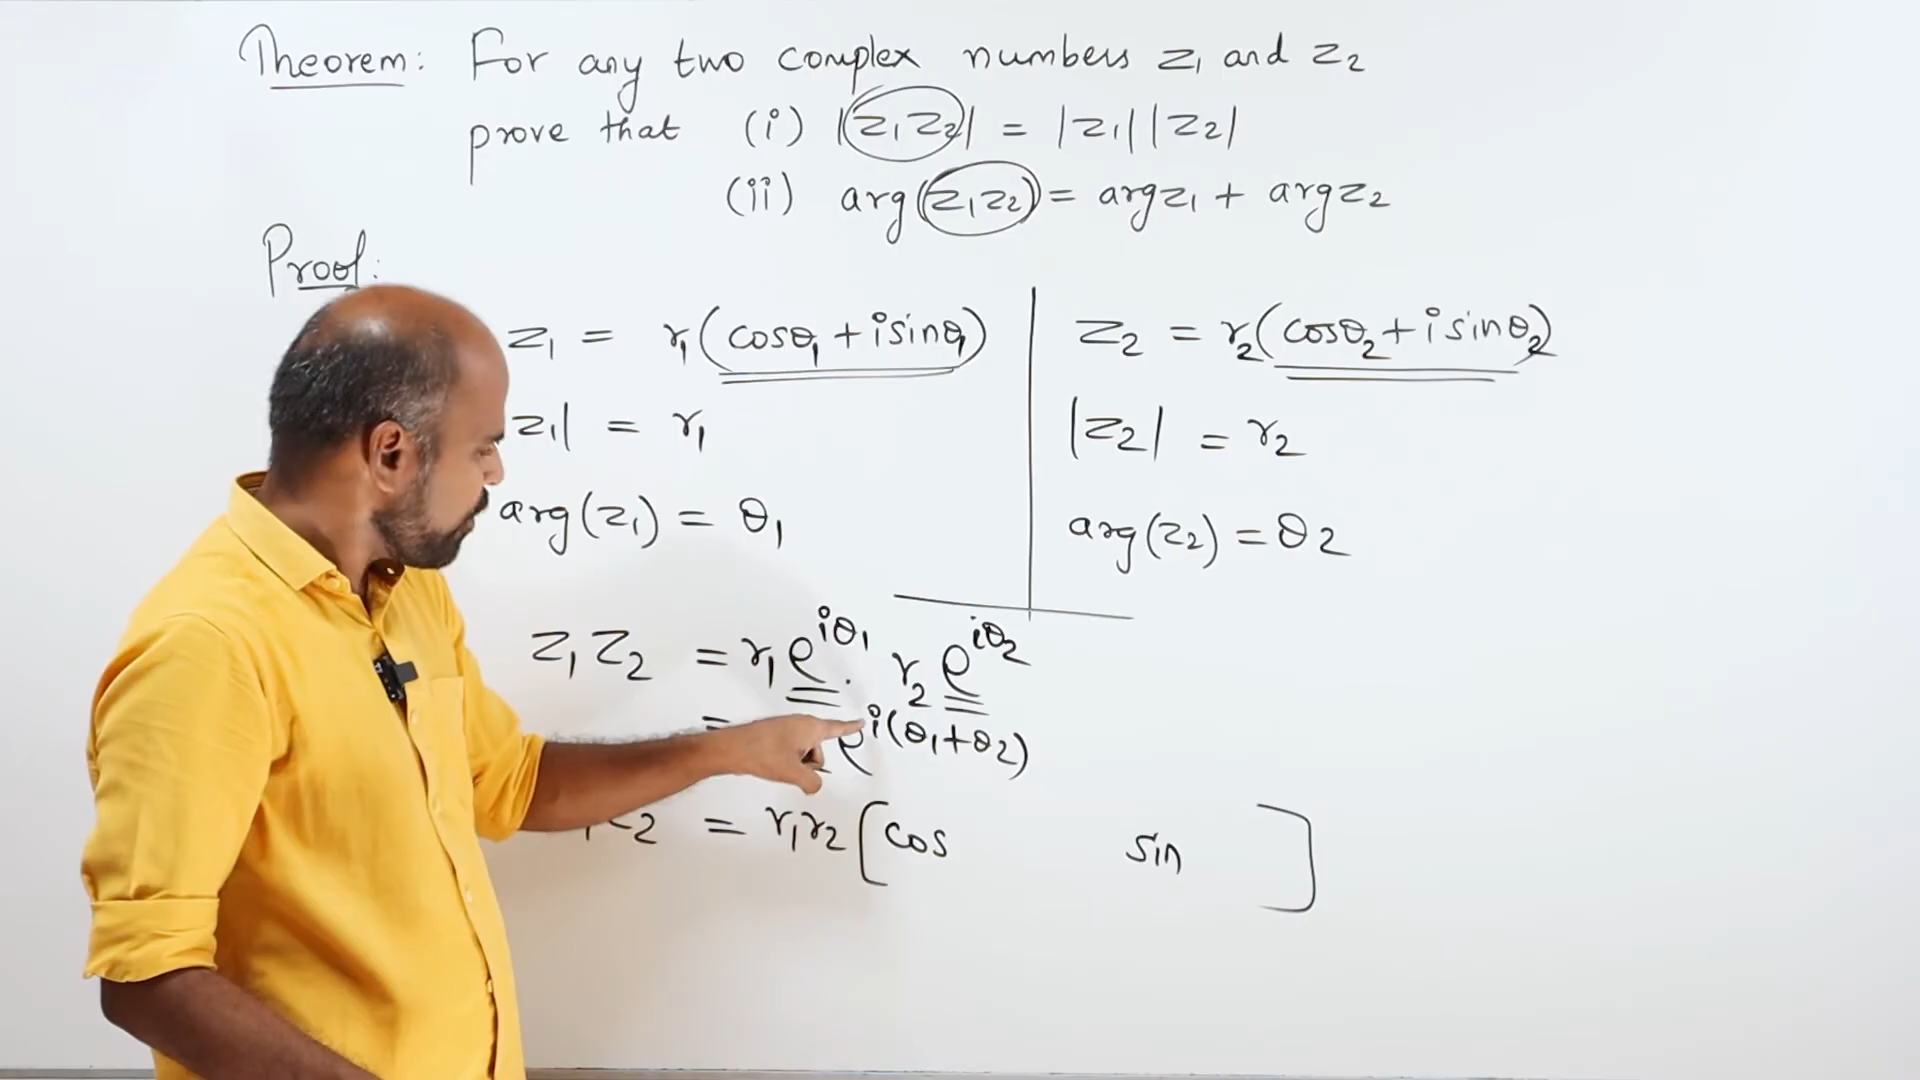 Theorem: For any two complex numbers z₁ and z₂
prove that (i) |z₁z₂| = |z₁||z₂|
(ii) arg(z₁z₂) = argz₁ + argz₂
Proof:
z₁ = r₁(cosθ₁ + isinθ₁)
z₁| = r₁
arg(z₁) = θ₁
z₂ = r₂(cosθ₂ + isinθ₂)
|z₂| = r₂
arg(z₂) = θ2
z₁z₂ = r₁e^{iθ₁} . r₂e^{iθ₂}
= e^{i(θ₁+θ₂)}
2 = r₁r₂[cos sin ]